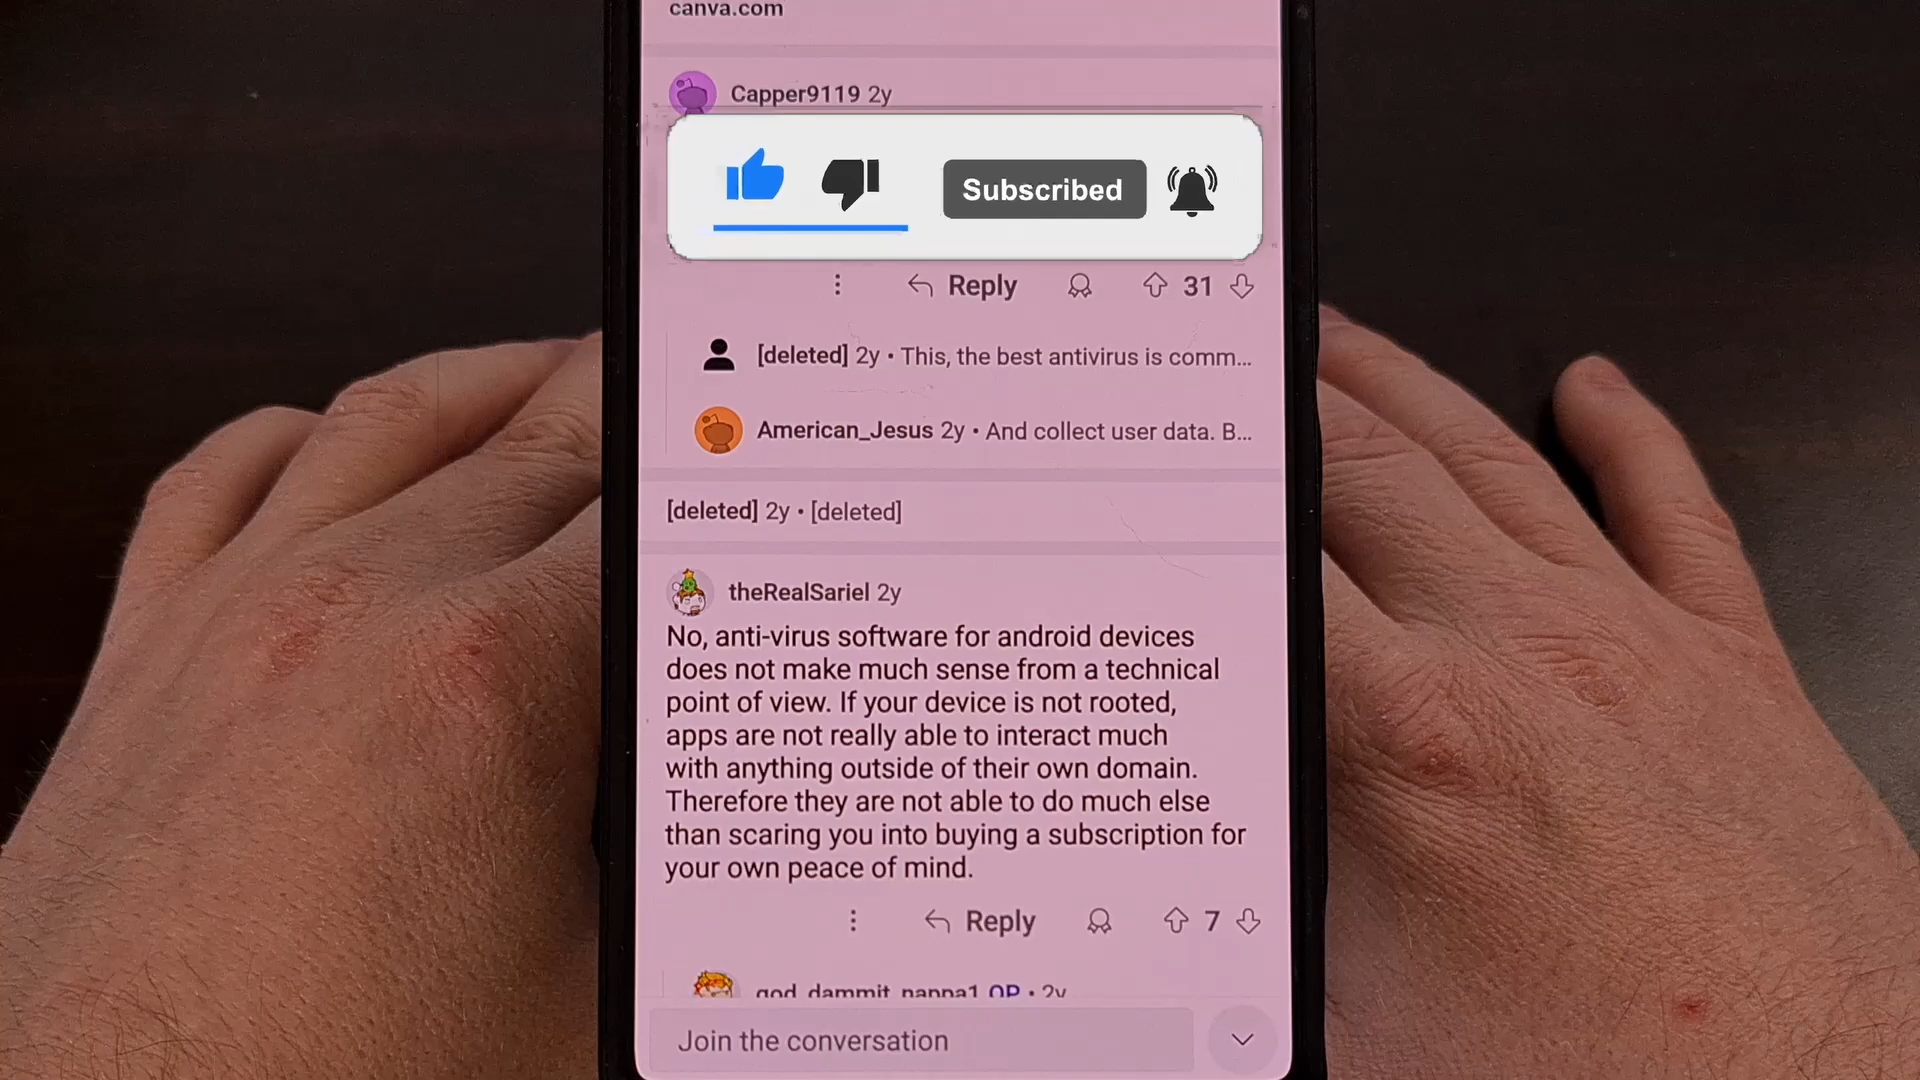 canva.com
Capper9119 2y
Subscribed
Reply 31
[deleted] 2y • This, the best antivirus is comm...
American_Jesus 2y • And collect user data. B...
[deleted] 2y • [deleted]
theRealSariel 2y
No, anti-virus software for android devices
does not make much sense from a technical
point of view. If your device is not rooted,
apps are not really able to interact much
with anything outside of their own domain.
Therefore they are not able to do much else
than scaring you into buying a subscription for
your own peace of mind.
Reply 7
god_dammit_nappa1 OP • 2y
Join the conversation